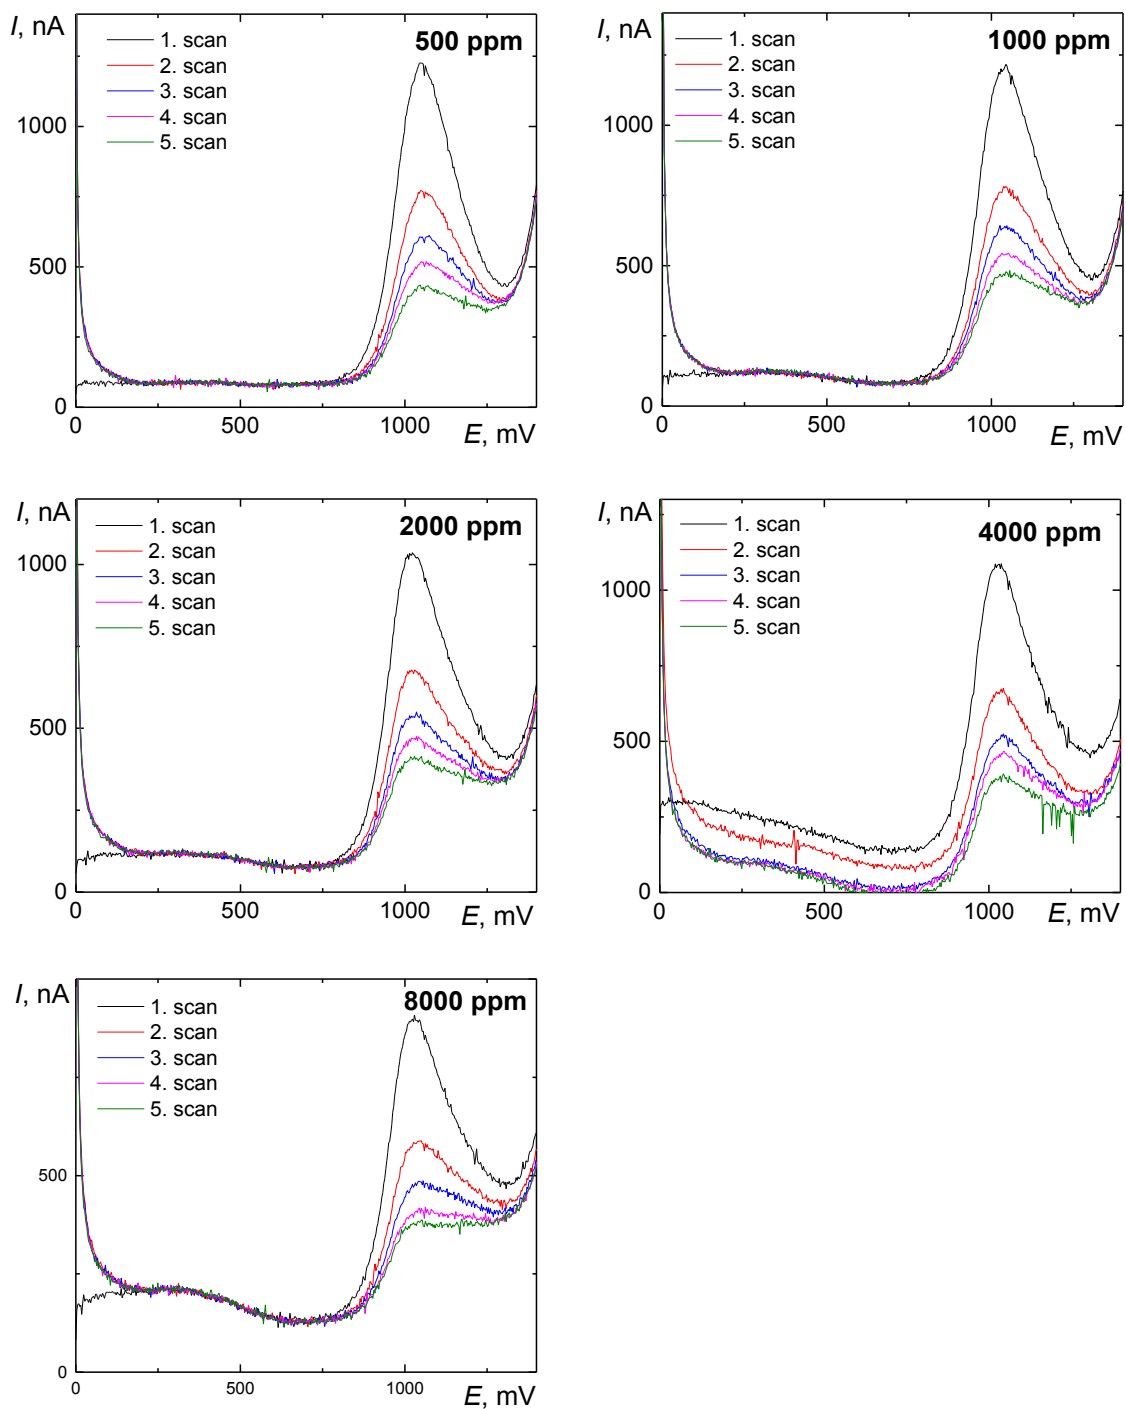 I, nA
1. scan
2. scan
3. scan
4. scan
5. scan
500 ppm
1000
500
0
0
500
1000
E, mV
I, nA
1. scan
2. scan
3. scan
4. scan
5. scan
1000 ppm
1000
500
0
0
500
1000
E, mV
I, nA
1. scan
2. scan
3. scan
4. scan
5. scan
2000 ppm
1000
500
0
0
500
1000
E, mV
I, nA
1. scan
2. scan
3. scan
4. scan
5. scan
4000 ppm
1000
500
0
0
500
1000
E, mV
I, nA
1. scan
2. scan
3. scan
4. scan
5. scan
8000 ppm
500
0
0
500
1000
E, mV